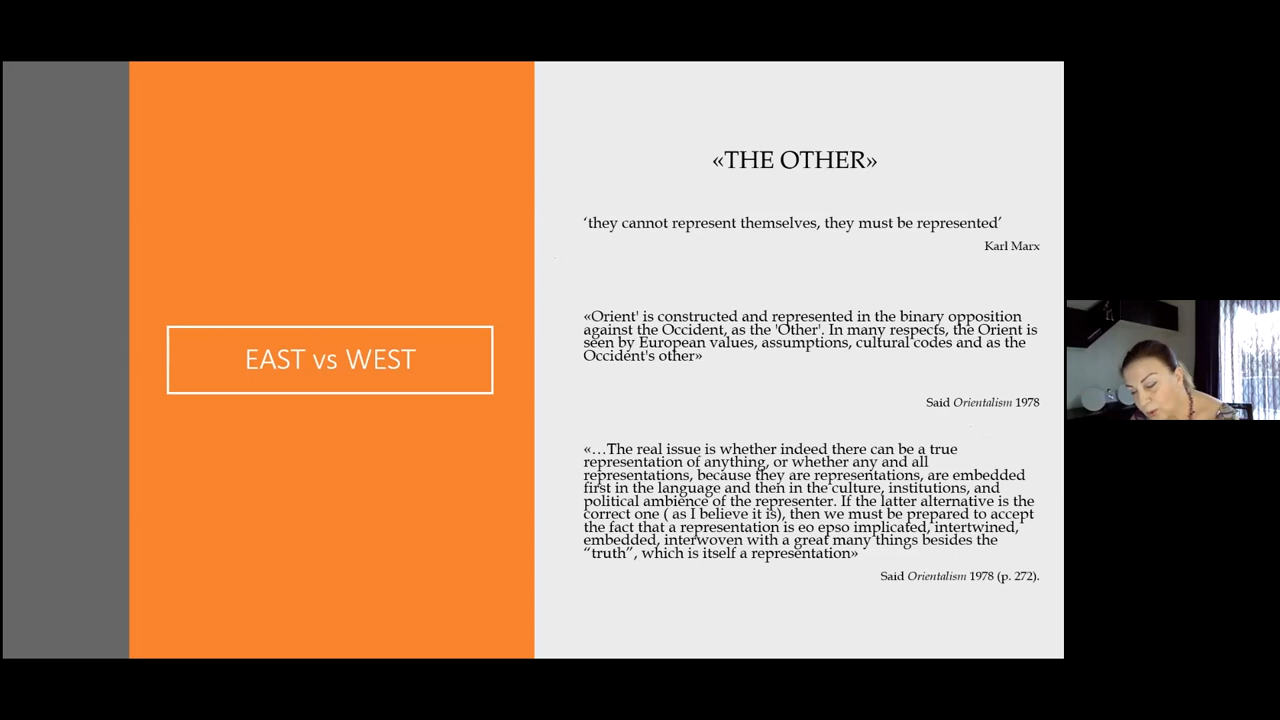 EAST vs WEST
«THE OTHER»
‘they cannot represent themselves, they must be represented’
Karl Marx
«Orient' is constructed and represented in the binary opposition
against the Occident, as the 'Other'. In many respects, the Orient is
seen by European values, assumptions, cultural codes and as the
Occident's other»
Said Orientalism 1978
«…The real issue is whether indeed there can be a true
representation of anything, or whether any and all
representations, because they are representations, are embedded
first in the language and then in the culture, institutions, and
political ambience of the representer. If the latter alternative is the
correct one ( as I believe it is), then we must be prepared to accept
the fact that a representation is eo epso implicated, intertwined,
embedded, interwoven with a great many things besides the
“truth”, which is itself a representation»
Said Orientalism 1978 (p. 272).